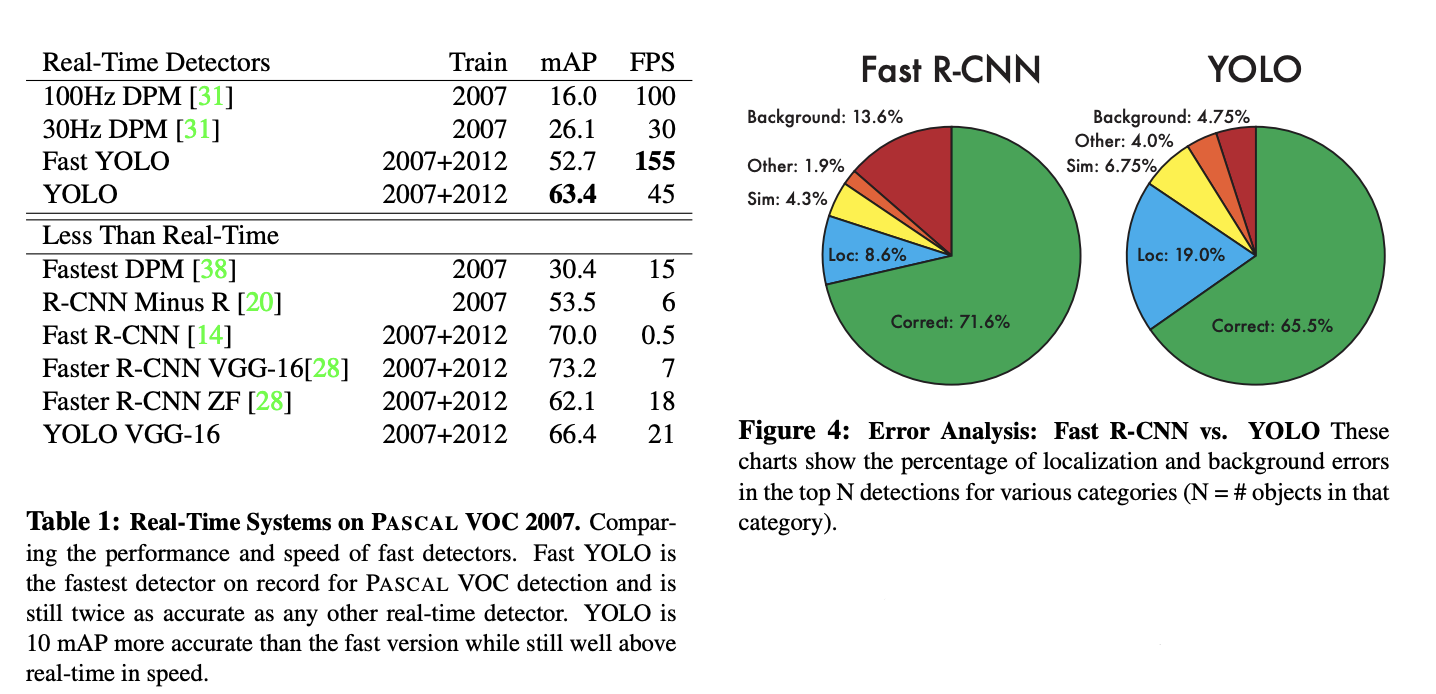 Real-Time Detectors Train mAP FPS
100Hz DPM [31] 2007 16.0 100
30Hz DPM [31] 2007 26.1 30
Fast YOLO 2007+2012 52.7 155
YOLO 2007+2012 63.4 45
Less Than Real-Time
Fastest DPM [38] 2007 30.4 15
R-CNN Minus R [20] 2007 53.5 6
Fast R-CNN [14] 2007+2012 70.0 0.5
Faster R-CNN VGG-16[28] 2007+2012 73.2 7
Faster R-CNN ZF [28] 2007+2012 62.1 18
YOLO VGG-16 2007+2012 66.4 21
Table 1: Real-Time Systems on PASCAL VOC 2007. Compar-
ing the performance and speed of fast detectors. Fast YOLO is
the fastest detector on record for PASCAL VOC detection and is
still twice as accurate as any other real-time detector. YOLO is
10 mAP more accurate than the fast version while still well above
real-time in speed.
Fast R-CNN
Background: 13.6%
Other: 1.9%
Sim: 4.3%
Loc: 8.6%
Correct: 71.6%
YOLO
Background: 4.75%
Other: 4.0%
Sim: 6.75%
Loc: 19.0%
Correct: 65.5%
Figure 4: Error Analysis: Fast R-CNN vs. YOLO These
charts show the percentage of localization and background errors
in the top N detections for various categories (N = # objects in that
category).